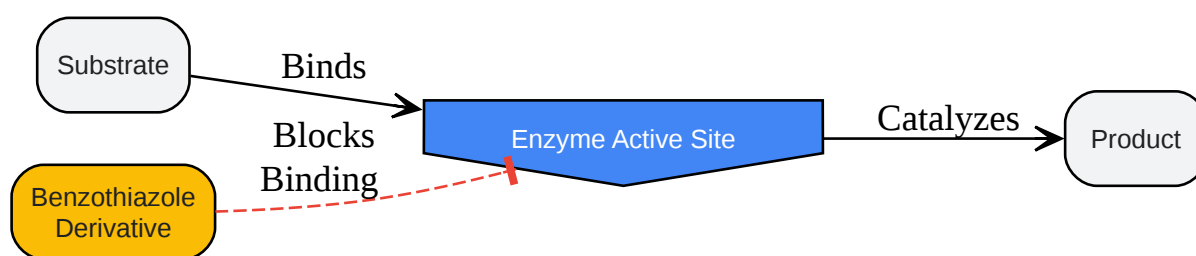 Substrate
Binds
Blocks
Binding
Benzothiazole
Derivative
Enzyme Active Site
Catalyzes
Product